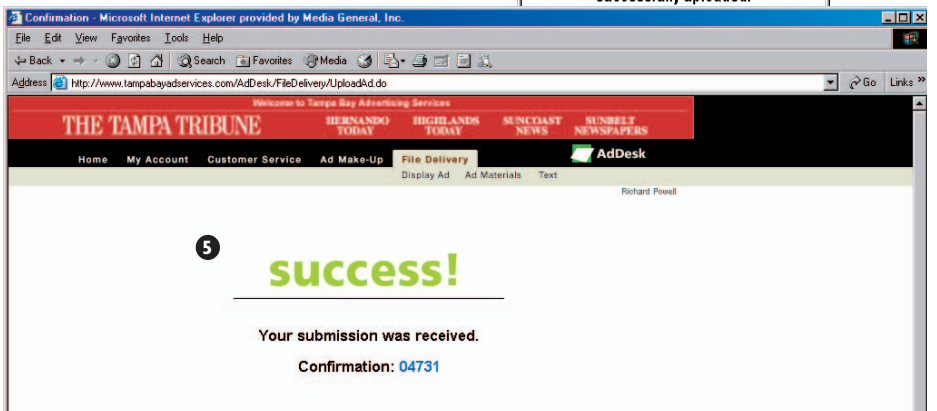 successfully uploaded.
Confirmation - Microsoft Internet Explorer provided by Media General, Inc.
File Edit View Favorites Tools Help
Back Search Favorites Media
Address http://www.tampabayadservices.com/AdDesk/FileDelivery/UploadAd.do Go Links »
Welcome to Tampa Bay Advertising Services
THE TAMPA TRIBUNE HERNANDO TODAY HIGHLANDS TODAY SUNCOAST NEWS SUNBELT NEWSPAPERS
Home My Account Customer Service Ad Make-Up File Delivery AdDesk
Display Ad Ad Materials Text
Richard Powell
5
success!
Your submission was received.
Confirmation: 04731